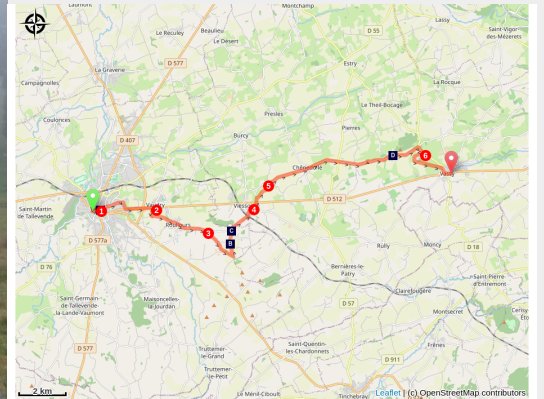 Laumont
Montchamp
Lassy
Saint-Vigor-
des-Mézerets
D 55
Le Reculey
Beaulieu
Le Désert
D 577
Estry
La Graverie
Campagnolles
La Rocque
Le Theil-Bocage
Coulonces
Presles
Pierres
Burcy
D 407
D
6
Chênedollé
Vassy
5
D 512
Saint-Martin
de Tallevende
1
2
Vaudry
Viessoix
4
Roullours
3
C
B
D 577a
Rully
Moncy
D 18
D 76
Bernières-le-
Patry
Saint-Pierre
d'Entremont
Clairefougère
Saint-Germain
de Tallevende
la-Lande-Vaumont
Maisoncelles-
la-Jourdan
D 57
Montsecret
Cerisy-
D 577
Truttemer-
le-Grand
Saint-Quentin-
les-Chardonnets
Frênes
D 911
Truttemer-
le-Petit
2 km
Le Ménil-Ciboult
Tinchebray
Leaflet | (c) OpenStreetMap contributors